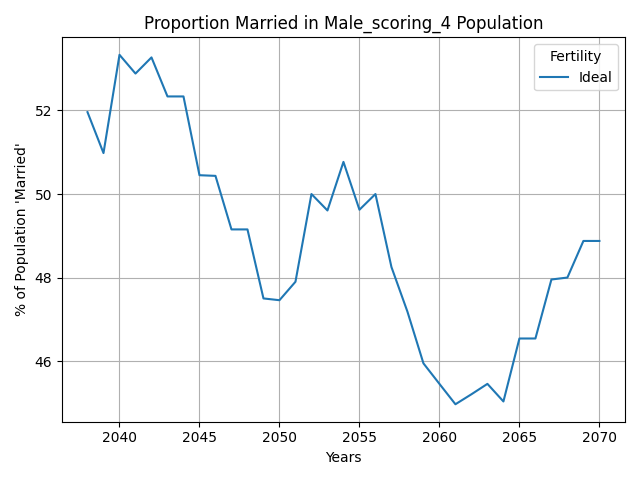 Proportion Married in Male_scoring_4 Population
Fertility
Ideal
% of Population 'Married'
52
50
48
46
2040 2045 2050 2055 2060 2065 2070
Years